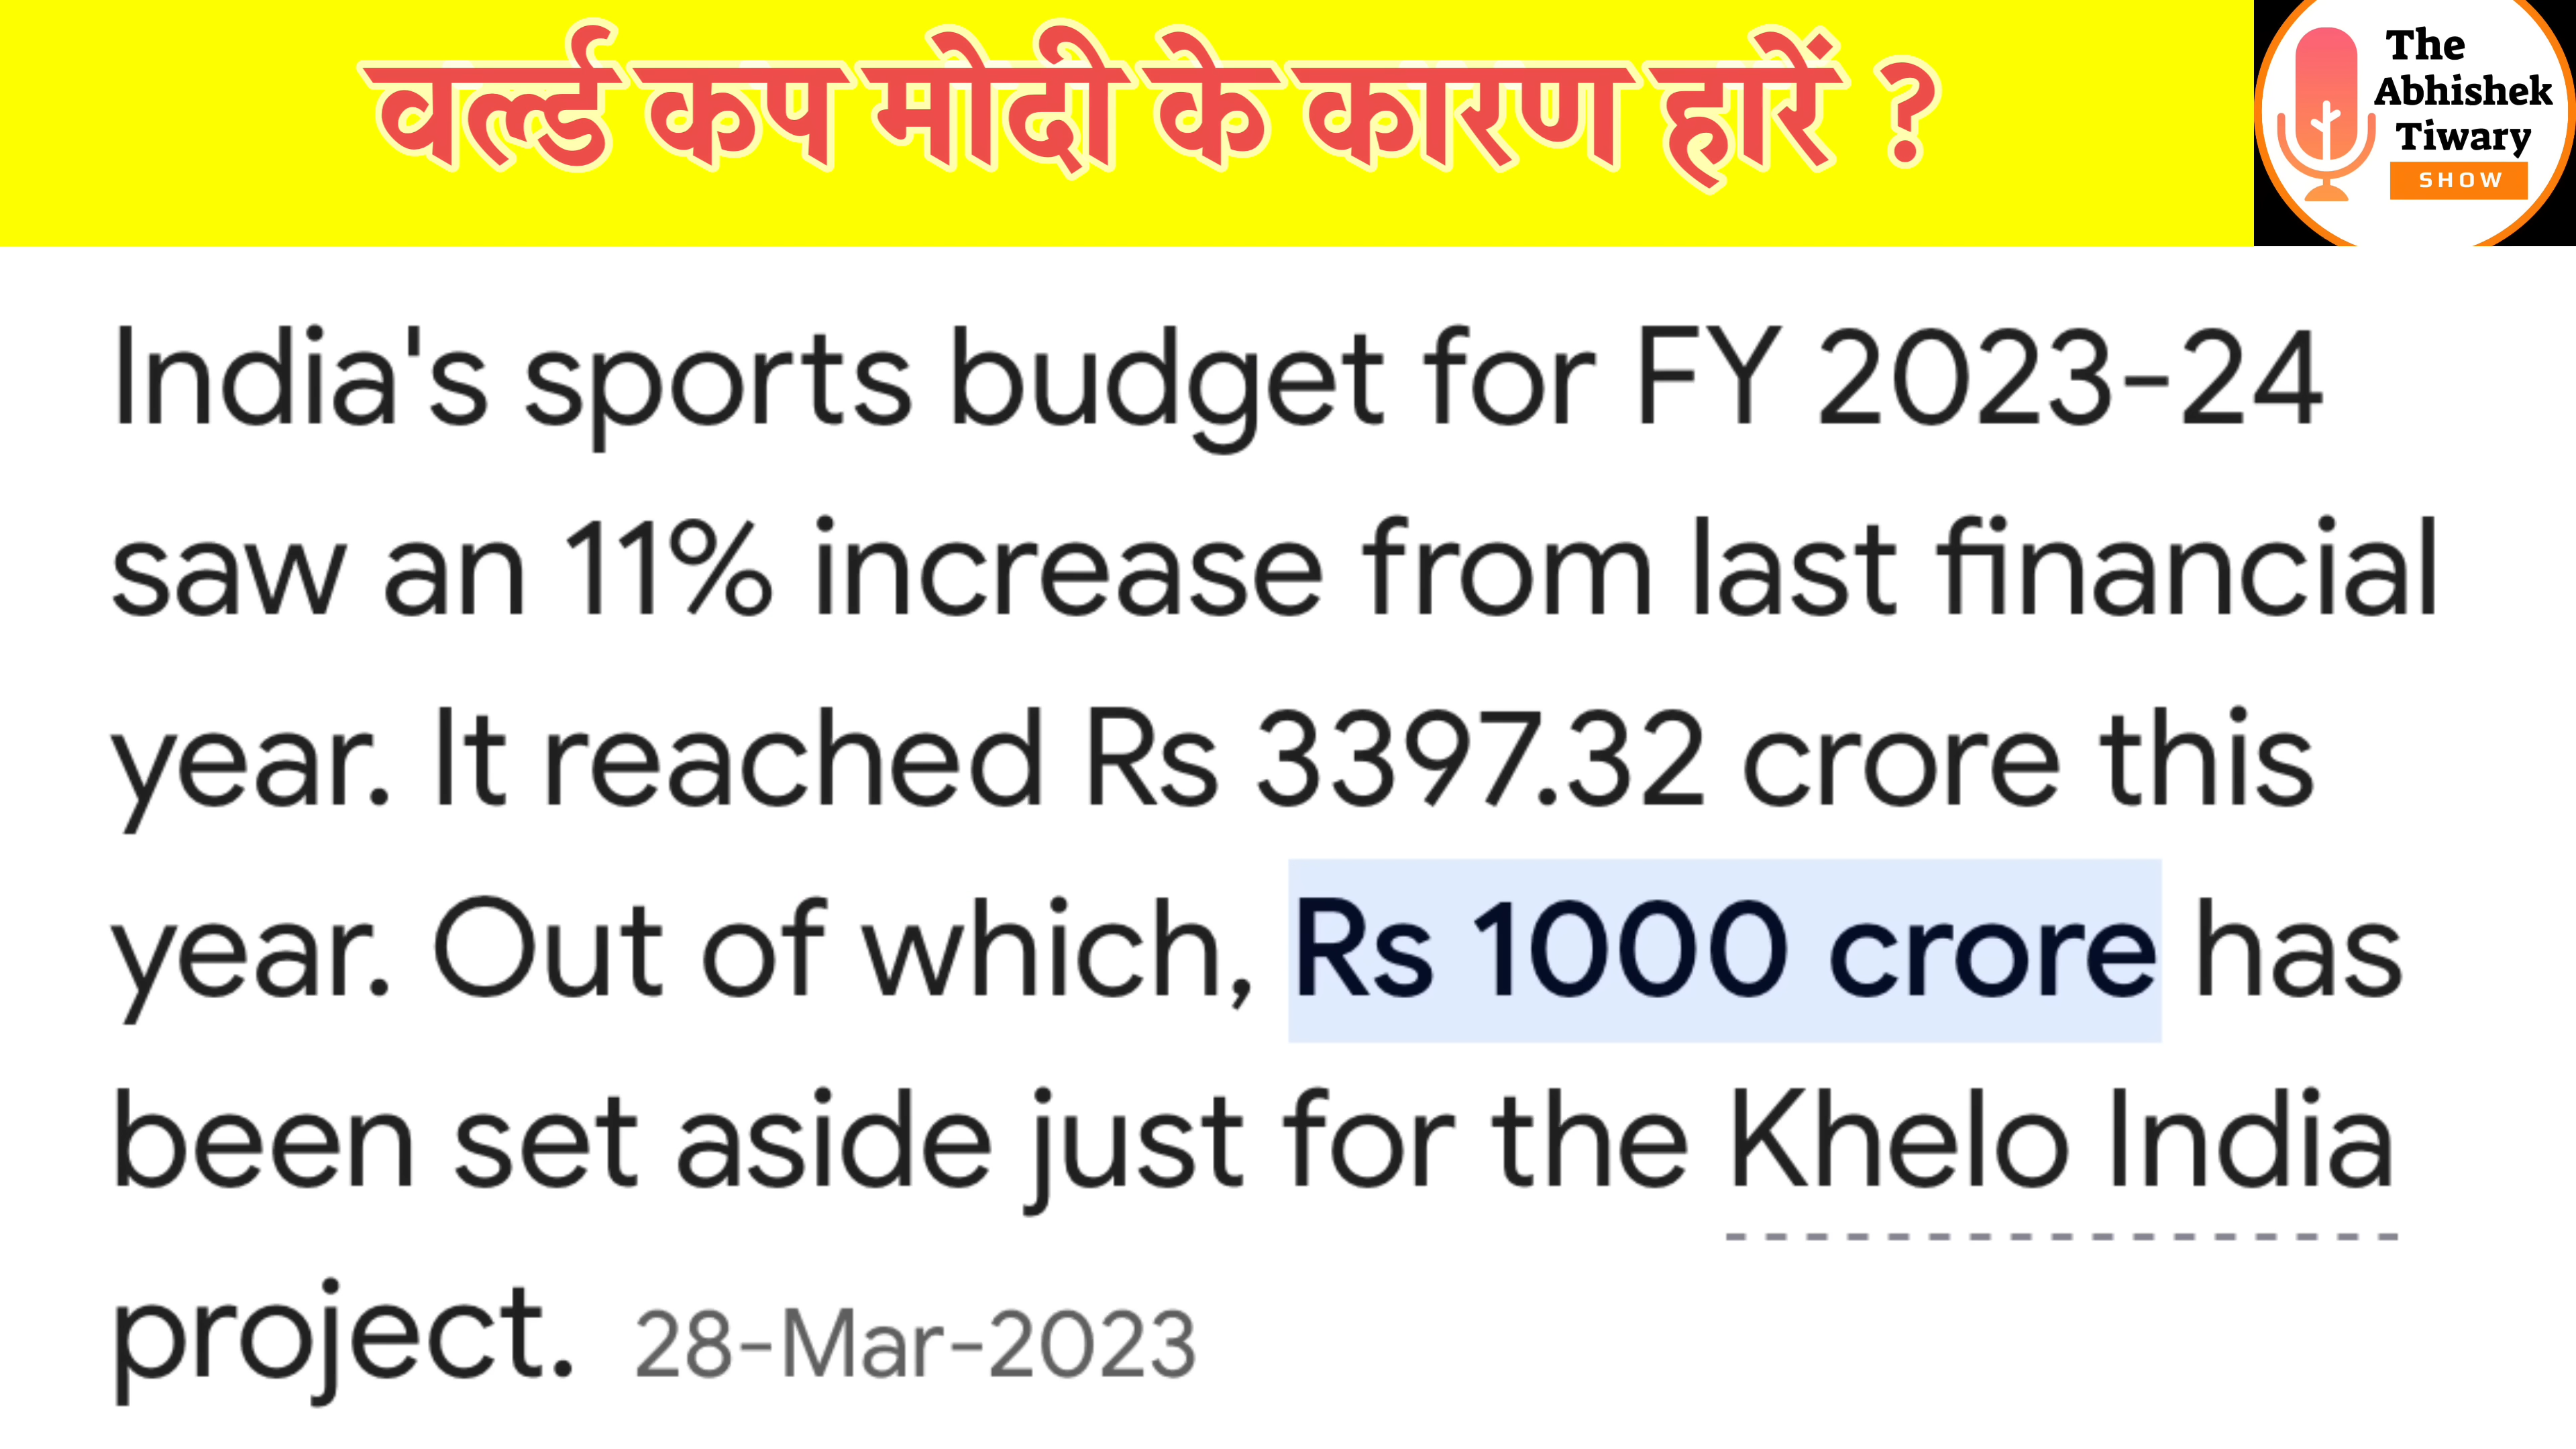 वर्ल्ड कप मोदी के कारण हारें ?
The
Abhishek
Tiwary
SHOW
India's sports budget for FY 2023-24
saw an 11% increase from last financial
year. It reached Rs 3397.32 crore this
year. Out of which, Rs 1000 crore has
been set aside just for the Khelo India
project. 28-Mar-2023